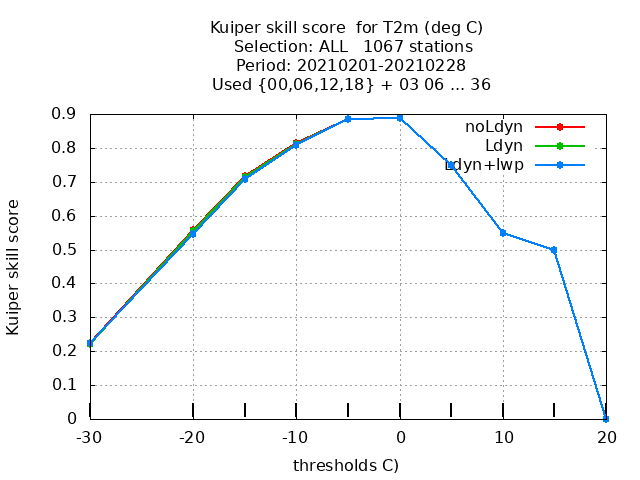 Kuiper skill score  for T2m (deg C)
Selection: ALL   1067 stations
Period: 20210201-20210228
Used {00,06,12,18} + 03 06 ... 36
0.9
0.8
0.7
0.6
0.5
0.4
0.3
0.2
0.1
0
Kuiper skill score
noLdyn
Ldyn
Ldyn+lwp
-30
-20
-10
0
10
20
thresholds C)